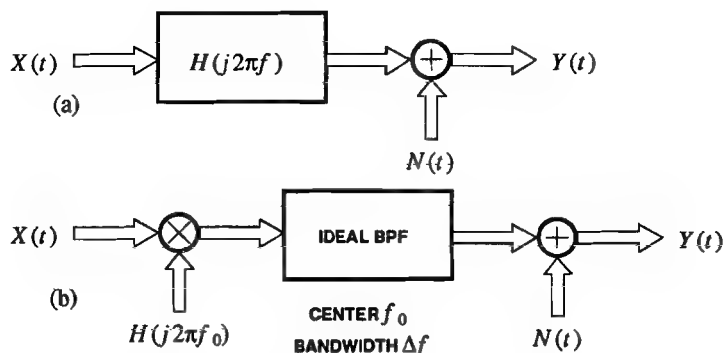 X(t) H(j2πf) Y(t)
(a)
N(t)
X(t) IDEAL BPF Y(t)
(b)
H(j2πf₀) CENTER f₀ N(t)
BANDWIDTH Δf